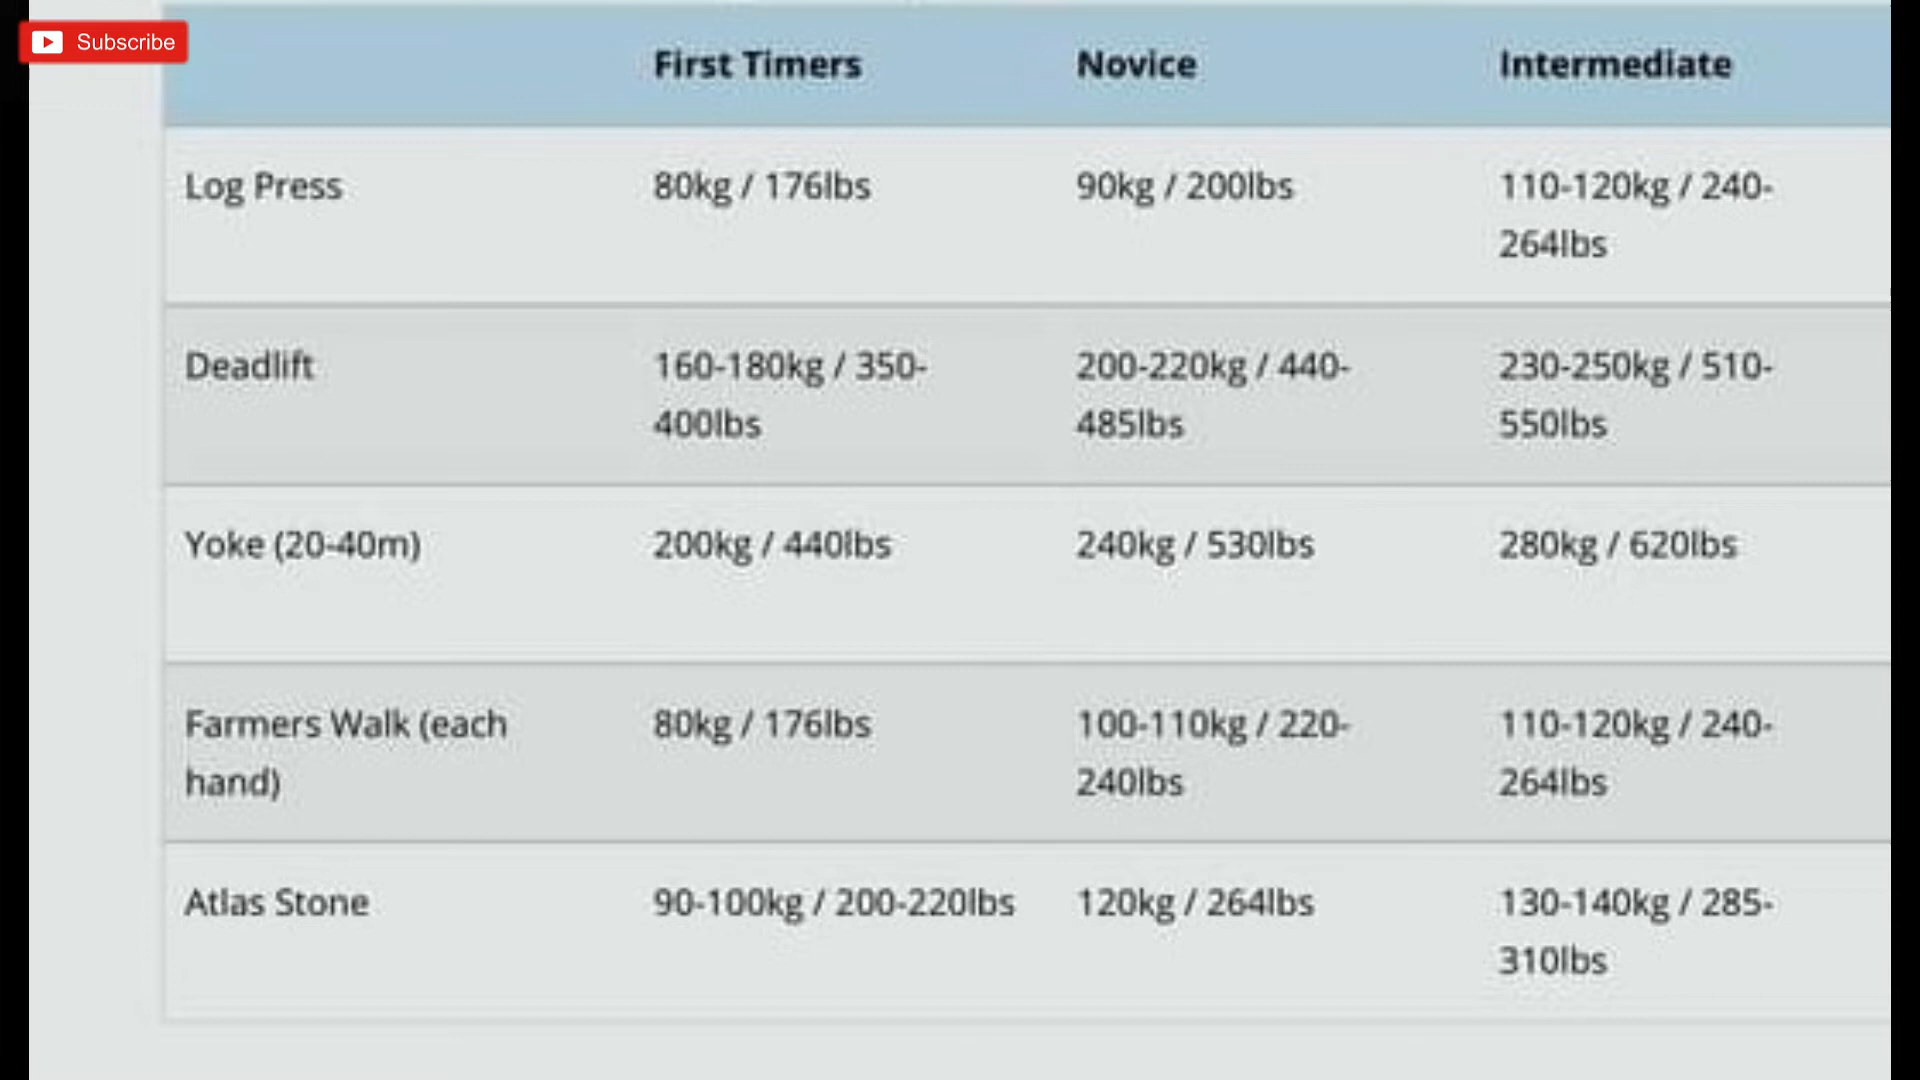 Subscribe
First Timers Novice Intermediate
Log Press 80kg / 176lbs 90kg / 200lbs 110-120kg / 240-
264lbs
Deadlift 160-180kg / 350- 200-220kg / 440- 230-250kg / 510-
400lbs 485lbs 550lbs
Yoke (20-40m) 200kg / 440lbs 240kg / 530lbs 280kg / 620lbs
Farmers Walk (each 80kg / 176lbs 100-110kg / 220- 110-120kg / 240-
hand) 240lbs 264lbs
Atlas Stone 90-100kg / 200-220lbs 120kg / 264lbs 130-140kg / 285-
310lbs